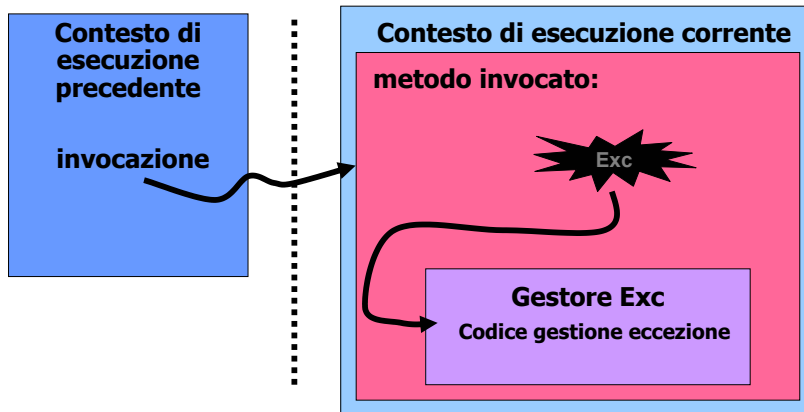 Contesto di
esecuzione
precedente
invocazione
Contesto di esecuzione corrente
metodo invocato:
Exc
Gestore Exc
Codice gestione eccezione